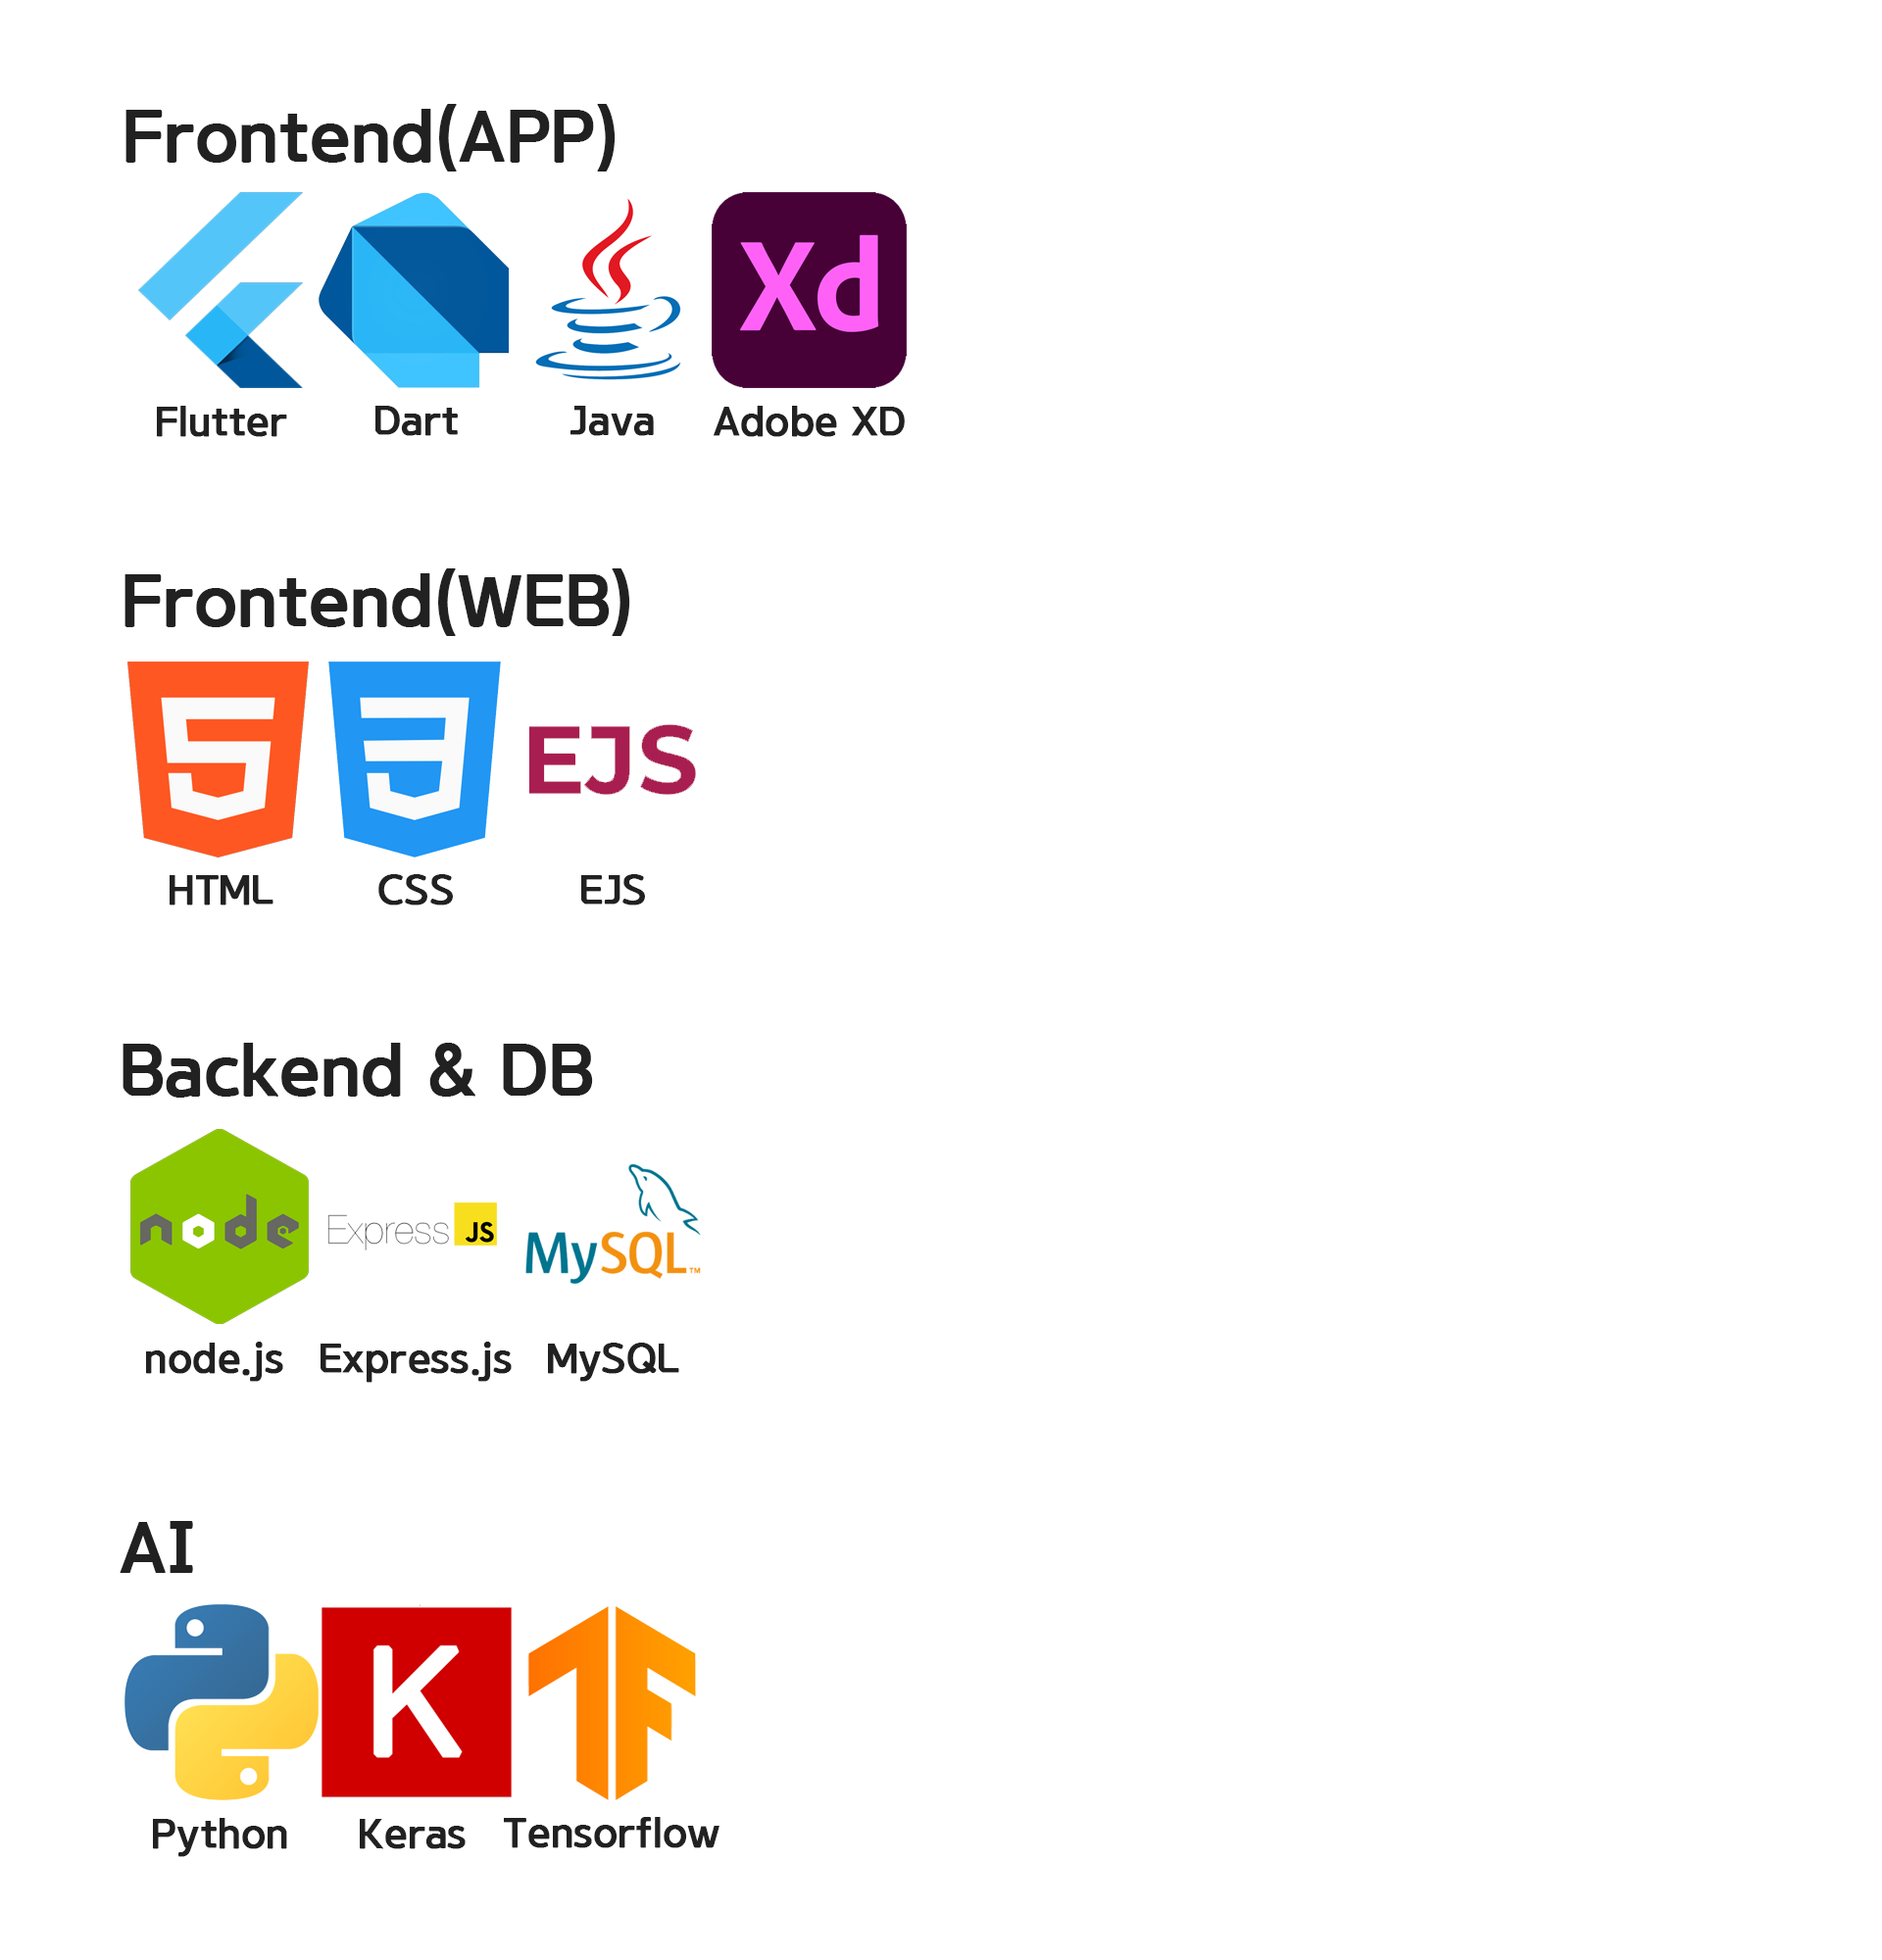 Frontend(APP)
Xd
Flutter Dart Java Adobe XD
Frontend(WEB)
EJS
HTML CSS EJS
Backend & DB
node Express JS MySQL™
node.js Express.js MySQL
AI
K
Python Keras Tensorflow